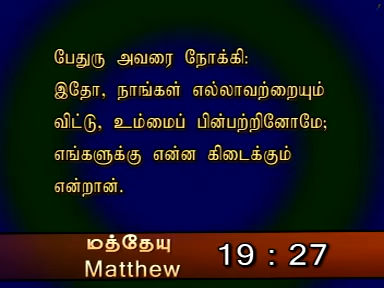 பேதுரு அவரை நோக்கி:
இதோ, நாங்கள் எல்லாவற்றையும்
விட்டு, உம்மைப் பின்பற்றினோமே;
எங்களுக்கு என்ன கிடைக்கும்
என்றான்.
மத்தேயு
Matthew 19 : 27